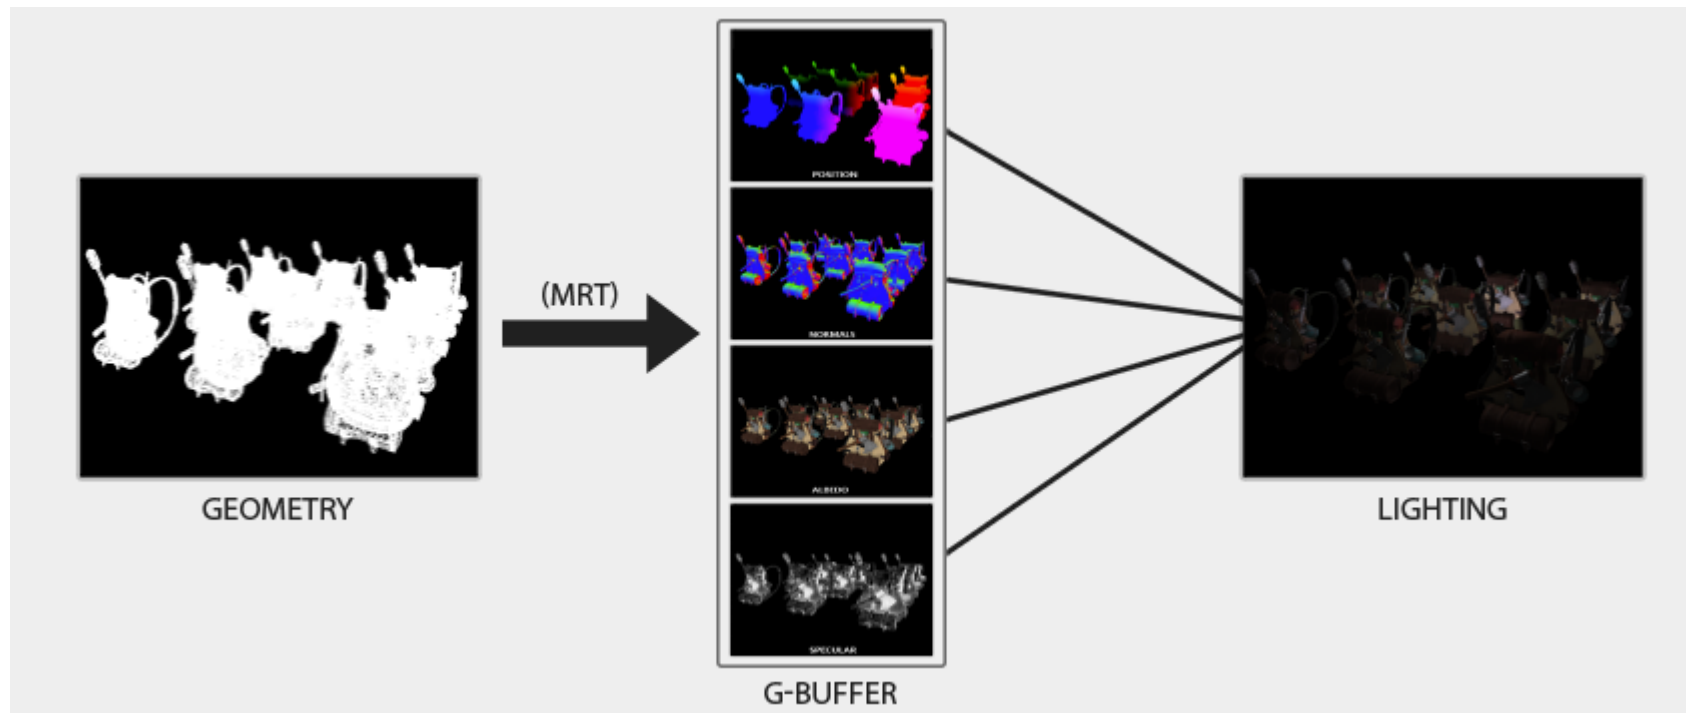 GEOMETRY
(MRT)
POSITION
NORMALS
ALBEDO
SPECULAR
G-BUFFER
LIGHTING